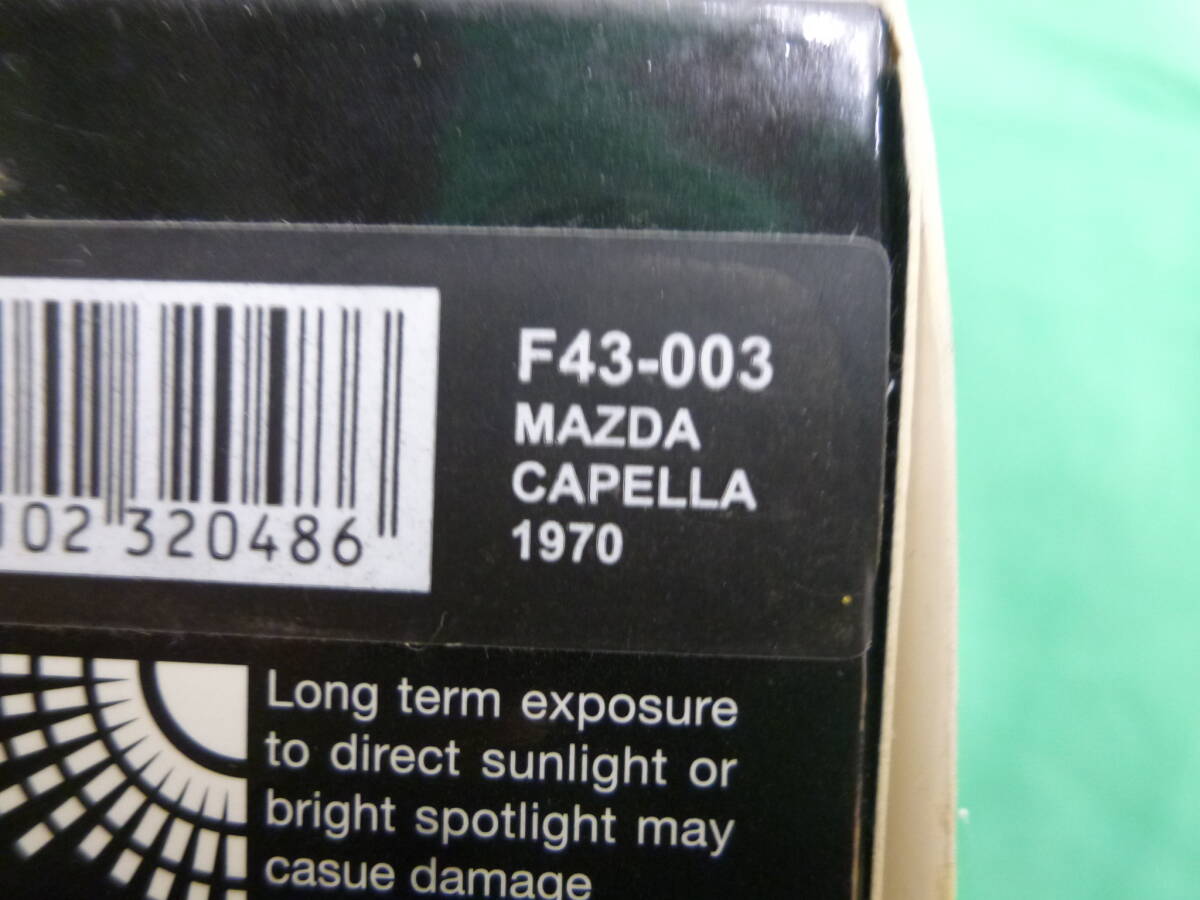 F43-003
MAZDA
CAPELLA
1970
02 320486
Long term exposure
to direct sunlight or
bright spotlight may
casue damage